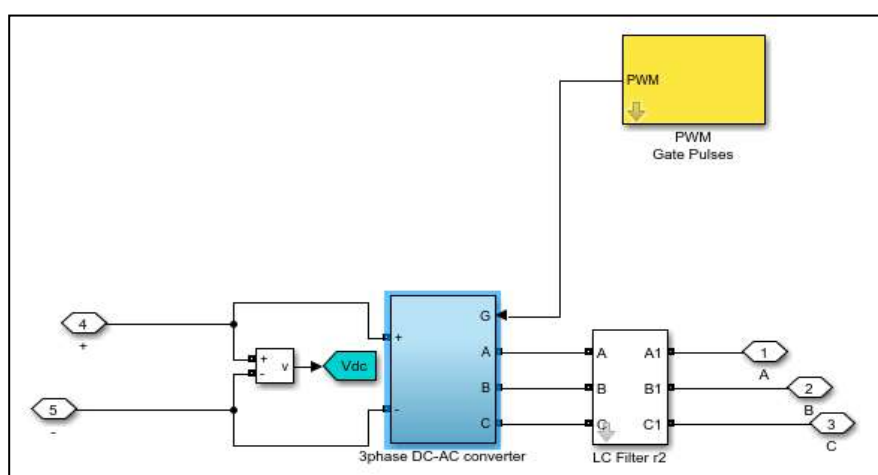 PWM
PWM
Gate Pulses
4
+
+
-
v
Vdc
5
-
+
-
G
A
B
C
3phase DC-AC converter
A
B
C
A1
B1
C1
LC Filter r2
1
A
2
B
3
C